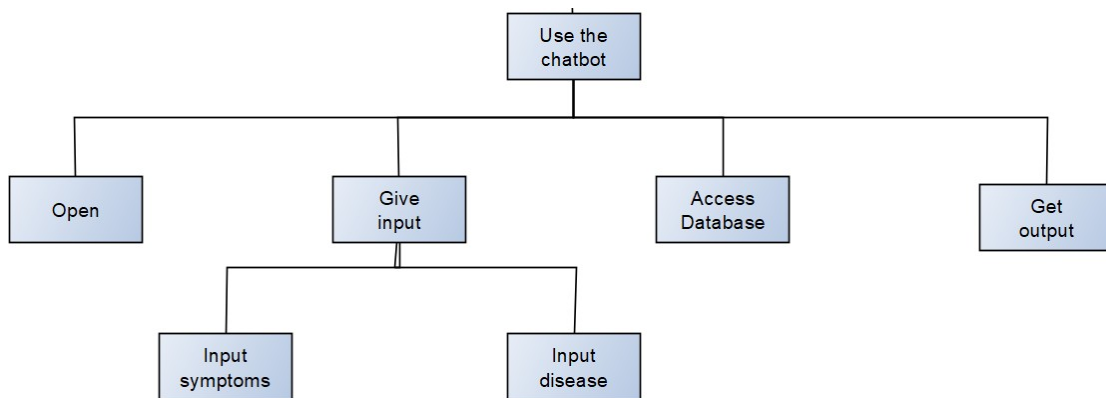 Use the
chatbot
Open
Give
input
Access
Database
Get
output
Input
symptoms
Input
disease